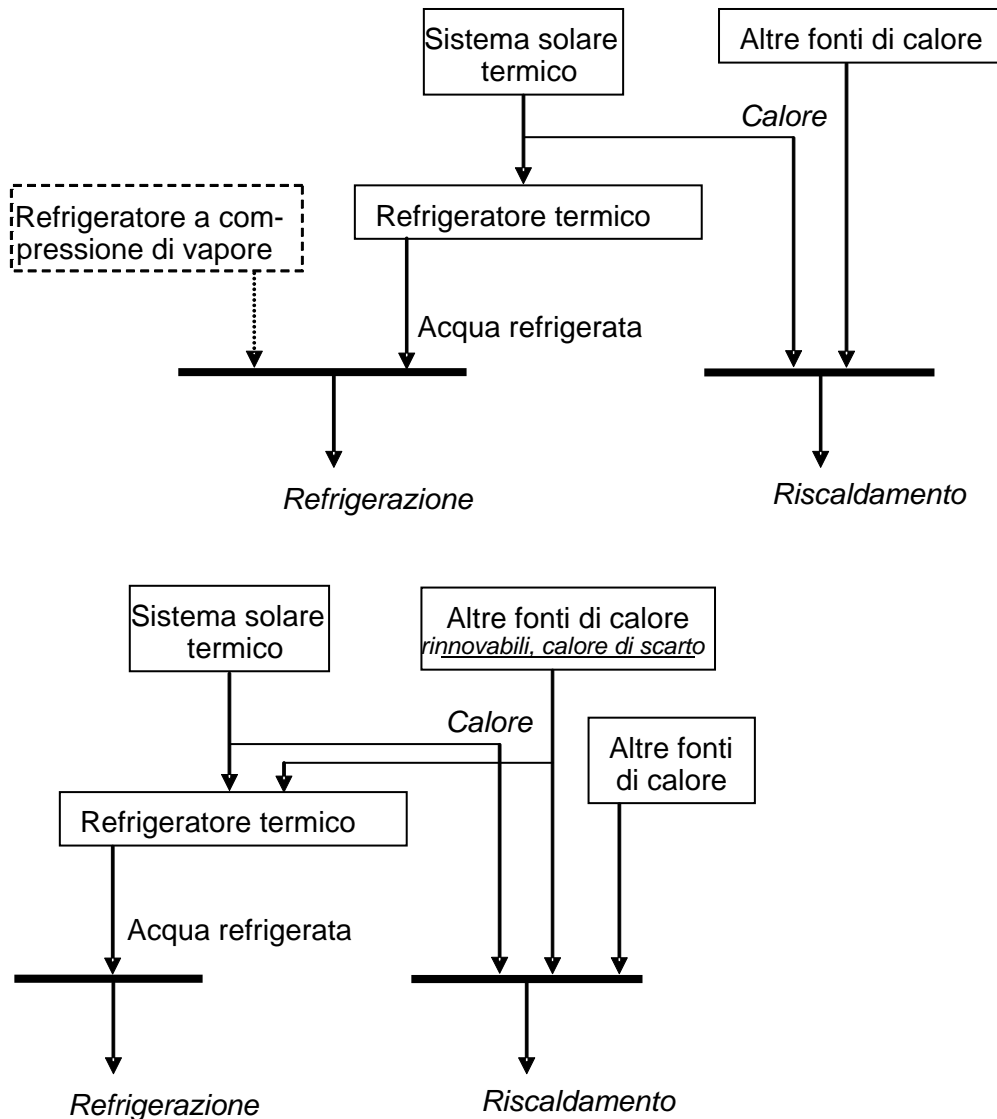 Sistema solare
termico
Altre fonti di calore
Calore
Refrigeratore a com-
pressione di vapore
Refrigeratore termico
Acqua refrigerata
Refrigerazione
Riscaldamento
Sistema solare
termico
Altre fonti di calore
rinnovabili, calore di scarto
Calore
Altre fonti
di calore
Refrigeratore termico
Acqua refrigerata
Refrigerazione
Riscaldamento